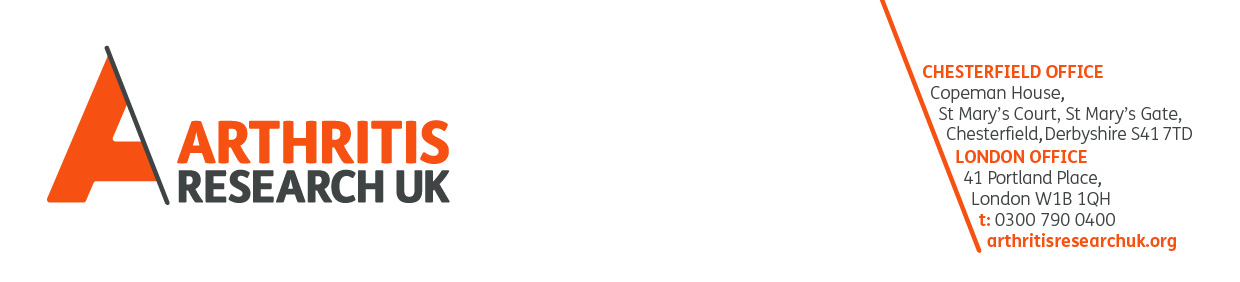 ARTHRITIS
RESEARCH UK
CHESTERFIELD OFFICE
Copeman House,
St Mary’s Court, St Mary’s Gate,
Chesterfield, Derbyshire S41 7TD
LONDON OFFICE
41 Portland Place,
London W1B 1QH
t: 0300 790 0400
arthritisresearchuk.org